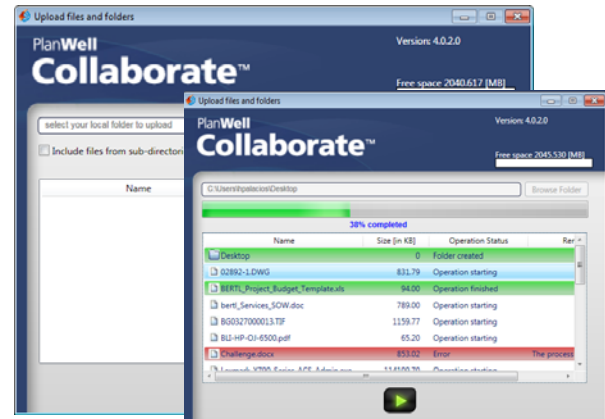 Upload files and folders
PlanWell
Collaborate™
Version: 4.0.2.0
Free space 2040.617 [MB]
select your local folder to upload
Include files from sub-directori
Name
Upload files and folders
PlanWell
Collaborate™
Version: 4.0.2.0
Free space 2045.530 [MB]
C:\Users\hpalacios\Desktop
Browse Folder
38% completed
Name Size [in KB] Operation Status Rer
Desktop 0 Folder created
02892-1.DWG 831.79 Operation starting
BERTL_Project_Budget_Template.xls 94.00 Operation finished
bertl_Services_SOW.doc 789.00 Operation starting
BG0327000013.TIF 1159.77 Operation starting
BLI-HP-OJ-6500.pdf 65.20 Operation starting
Challenge.docx 853.02 Error The process